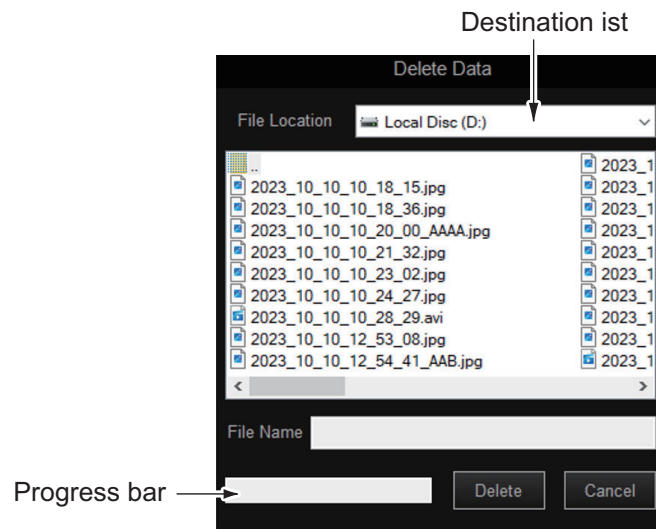 Destination ist
Delete Data
File Location Local Disc (D:)
..
2023_10_10_10_18_15.jpg
2023_10_10_10_18_36.jpg
2023_10_10_10_20_00_AAAA.jpg
2023_10_10_10_21_32.jpg
2023_10_10_10_23_02.jpg
2023_10_10_10_24_27.jpg
2023_10_10_10_28_29.avi
2023_10_10_12_53_08.jpg
2023_10_10_12_54_41_AAB.jpg
2023_1
2023_1
2023_1
2023_1
2023_1
2023_1
2023_1
2023_1
2023_1
2023_1
File Name
Progress bar
Delete Cancel